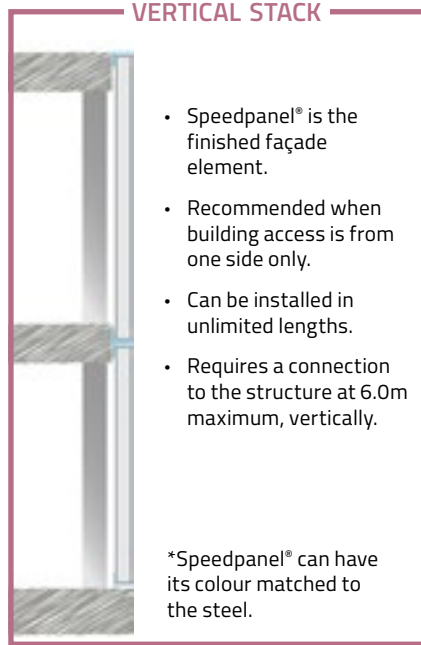 VERTICAL STACK
• Speedpanel® is the
finished façade
element.
• Recommended when
building access is from
one side only.
• Can be installed in
unlimited lengths.
• Requires a connection
to the structure at 6.0m
maximum, vertically.
*Speedpanel® can have
its colour matched to
the steel.